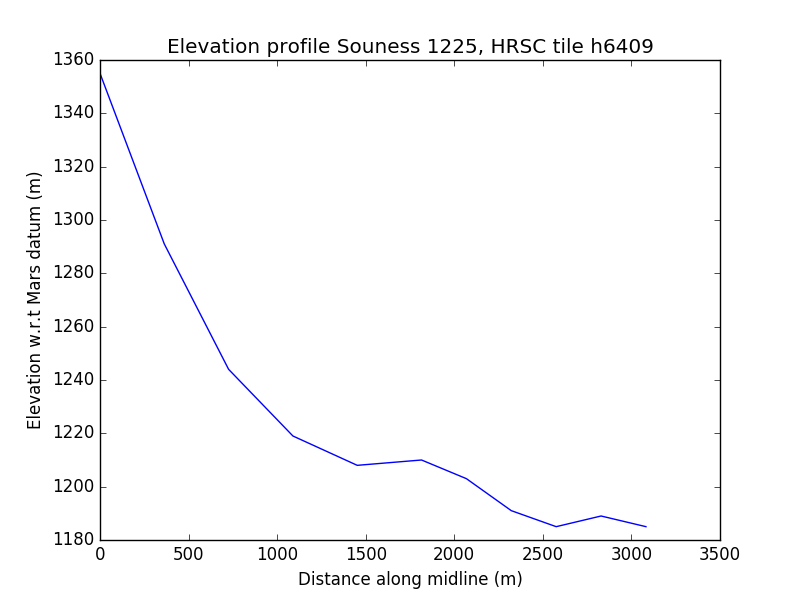 Elevation profile Souness 1225, HRSC tile h6409
1360
1340
1320
1300
1280
1260
1240
1220
1200
1180
Elevation w.r.t Mars datum (m)
0 500 1000 1500 2000 2500 3000 3500
Distance along midline (m)